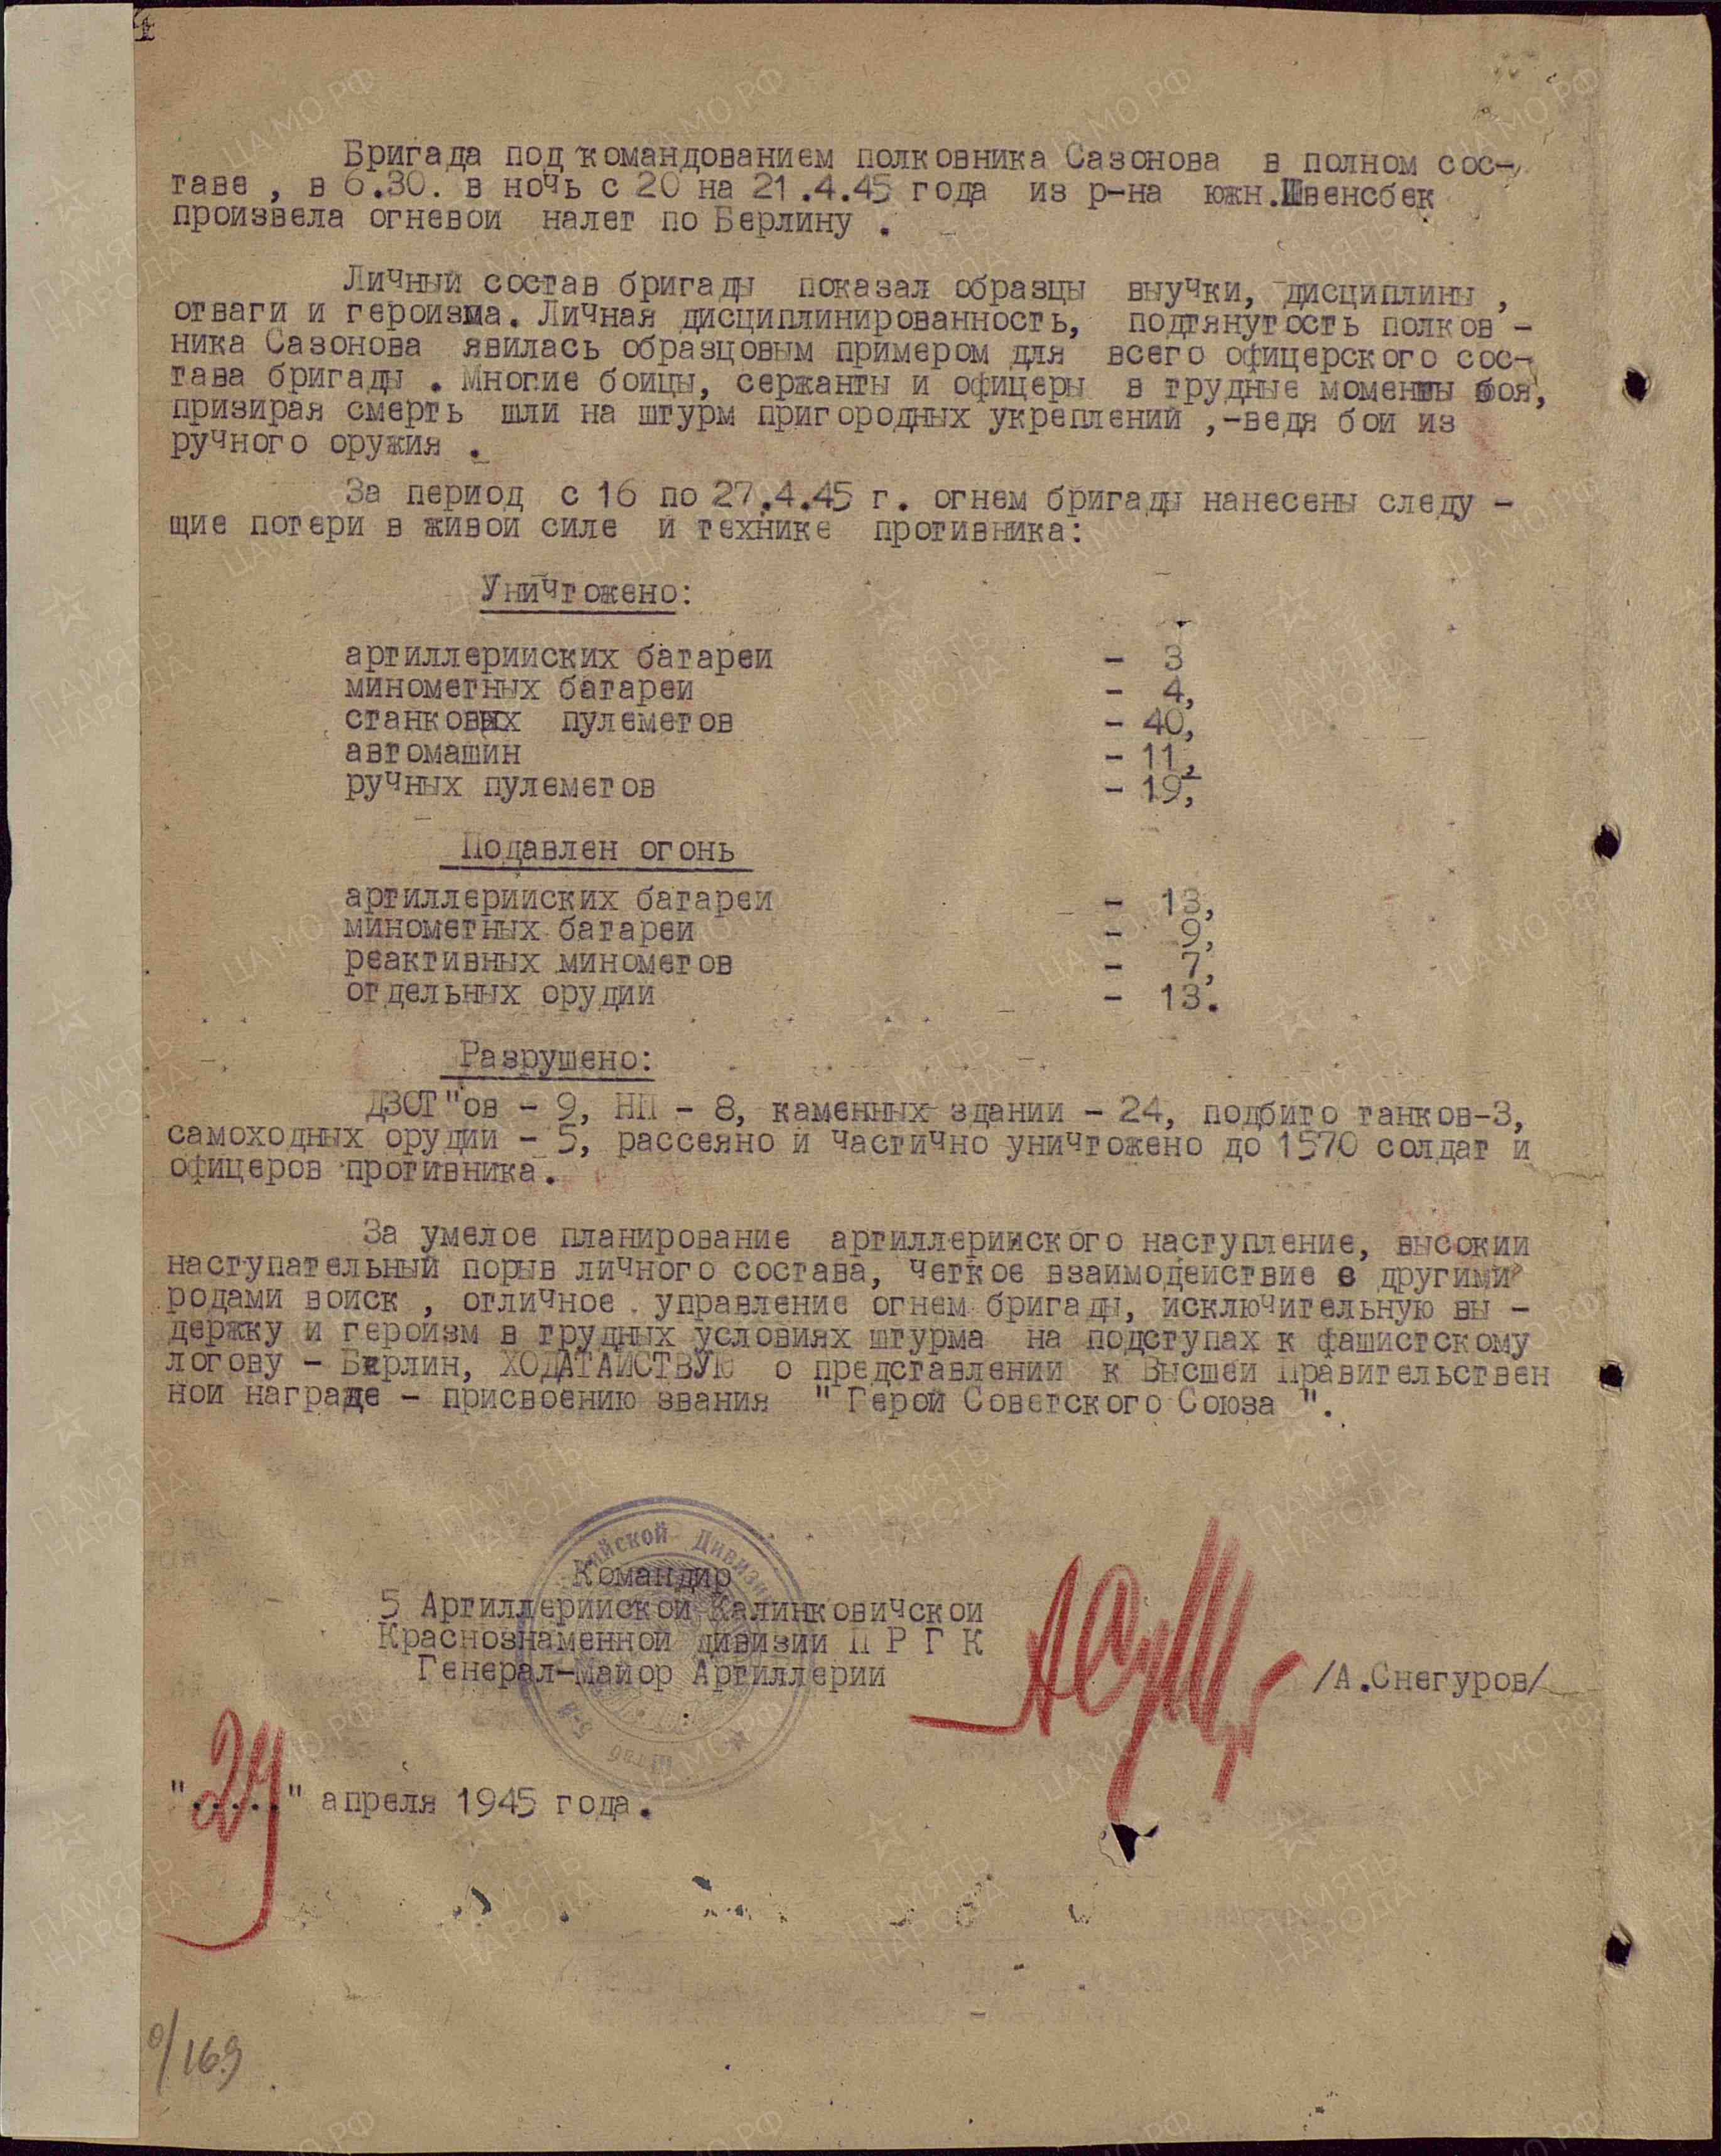 Бригада под командованием полковника Сазонова в полном сос-
таве , в 6.30. в ночь с 20 на 21.4.45 года из р-на южн.Швенсбек
произвела огневой налет по Берлину .
Личный состав бригады показал образцы выучки, дисциплины ,
отваги и героизма. Личная дисциплинированность, подтянутость полков -
ника Сазонова явилась образцовым примером для всего офицерского сос-
тава бригады . Многие бойцы, сержанты и офицеры в трудные моменты боя,
призирая смерть шли на штурм пригородных укреплений ,-ведя бои из
ручного оружия .
За период с 16 по 27.4.45 г. огнем бригады нанесены следу -
щие потери в живой силе и технике противника:
Уничтожено:
артиллерийских батарей - 3
минометных батарей - 4,
станковых пулеметов - 40,
автомашин - 11,
ручных пулеметов - 19,
Подавлен огонь
артиллерийских батарей - 13,
минометных батарей - 9,
реактивных минометов - 7,
отдельных орудий - 13.
Разрушено:
ДЗОТ"ов - 9, НП - 8, каменных зданий - 24, подбито танков-3,
самоходных орудий - 5, рассеяно и частично уничтожено до 1570 солдат и
офицеров противника.
За умелое планирование артиллерийского наступление, высокий
наступательный порыв личного состава, четкое взаимодействие с другими
родами войск , отличное управление огнем бригады, исключительную вы -
держку и героизм в трудных условиях штурма на подступах к фашистскому
логову - Берлин, ХОДАТАЙСТВУЮ о представлении к Высшей Правительствен
ной награде - присвоению звания " Герой Советского Союза ".
Командир
5 Артиллерийской Калинковичской
Краснознаменной дивизии П Р Г К
Генерал-Майор Артиллерии /А.Снегуров/
"29" апреля 1945 года.
о/169